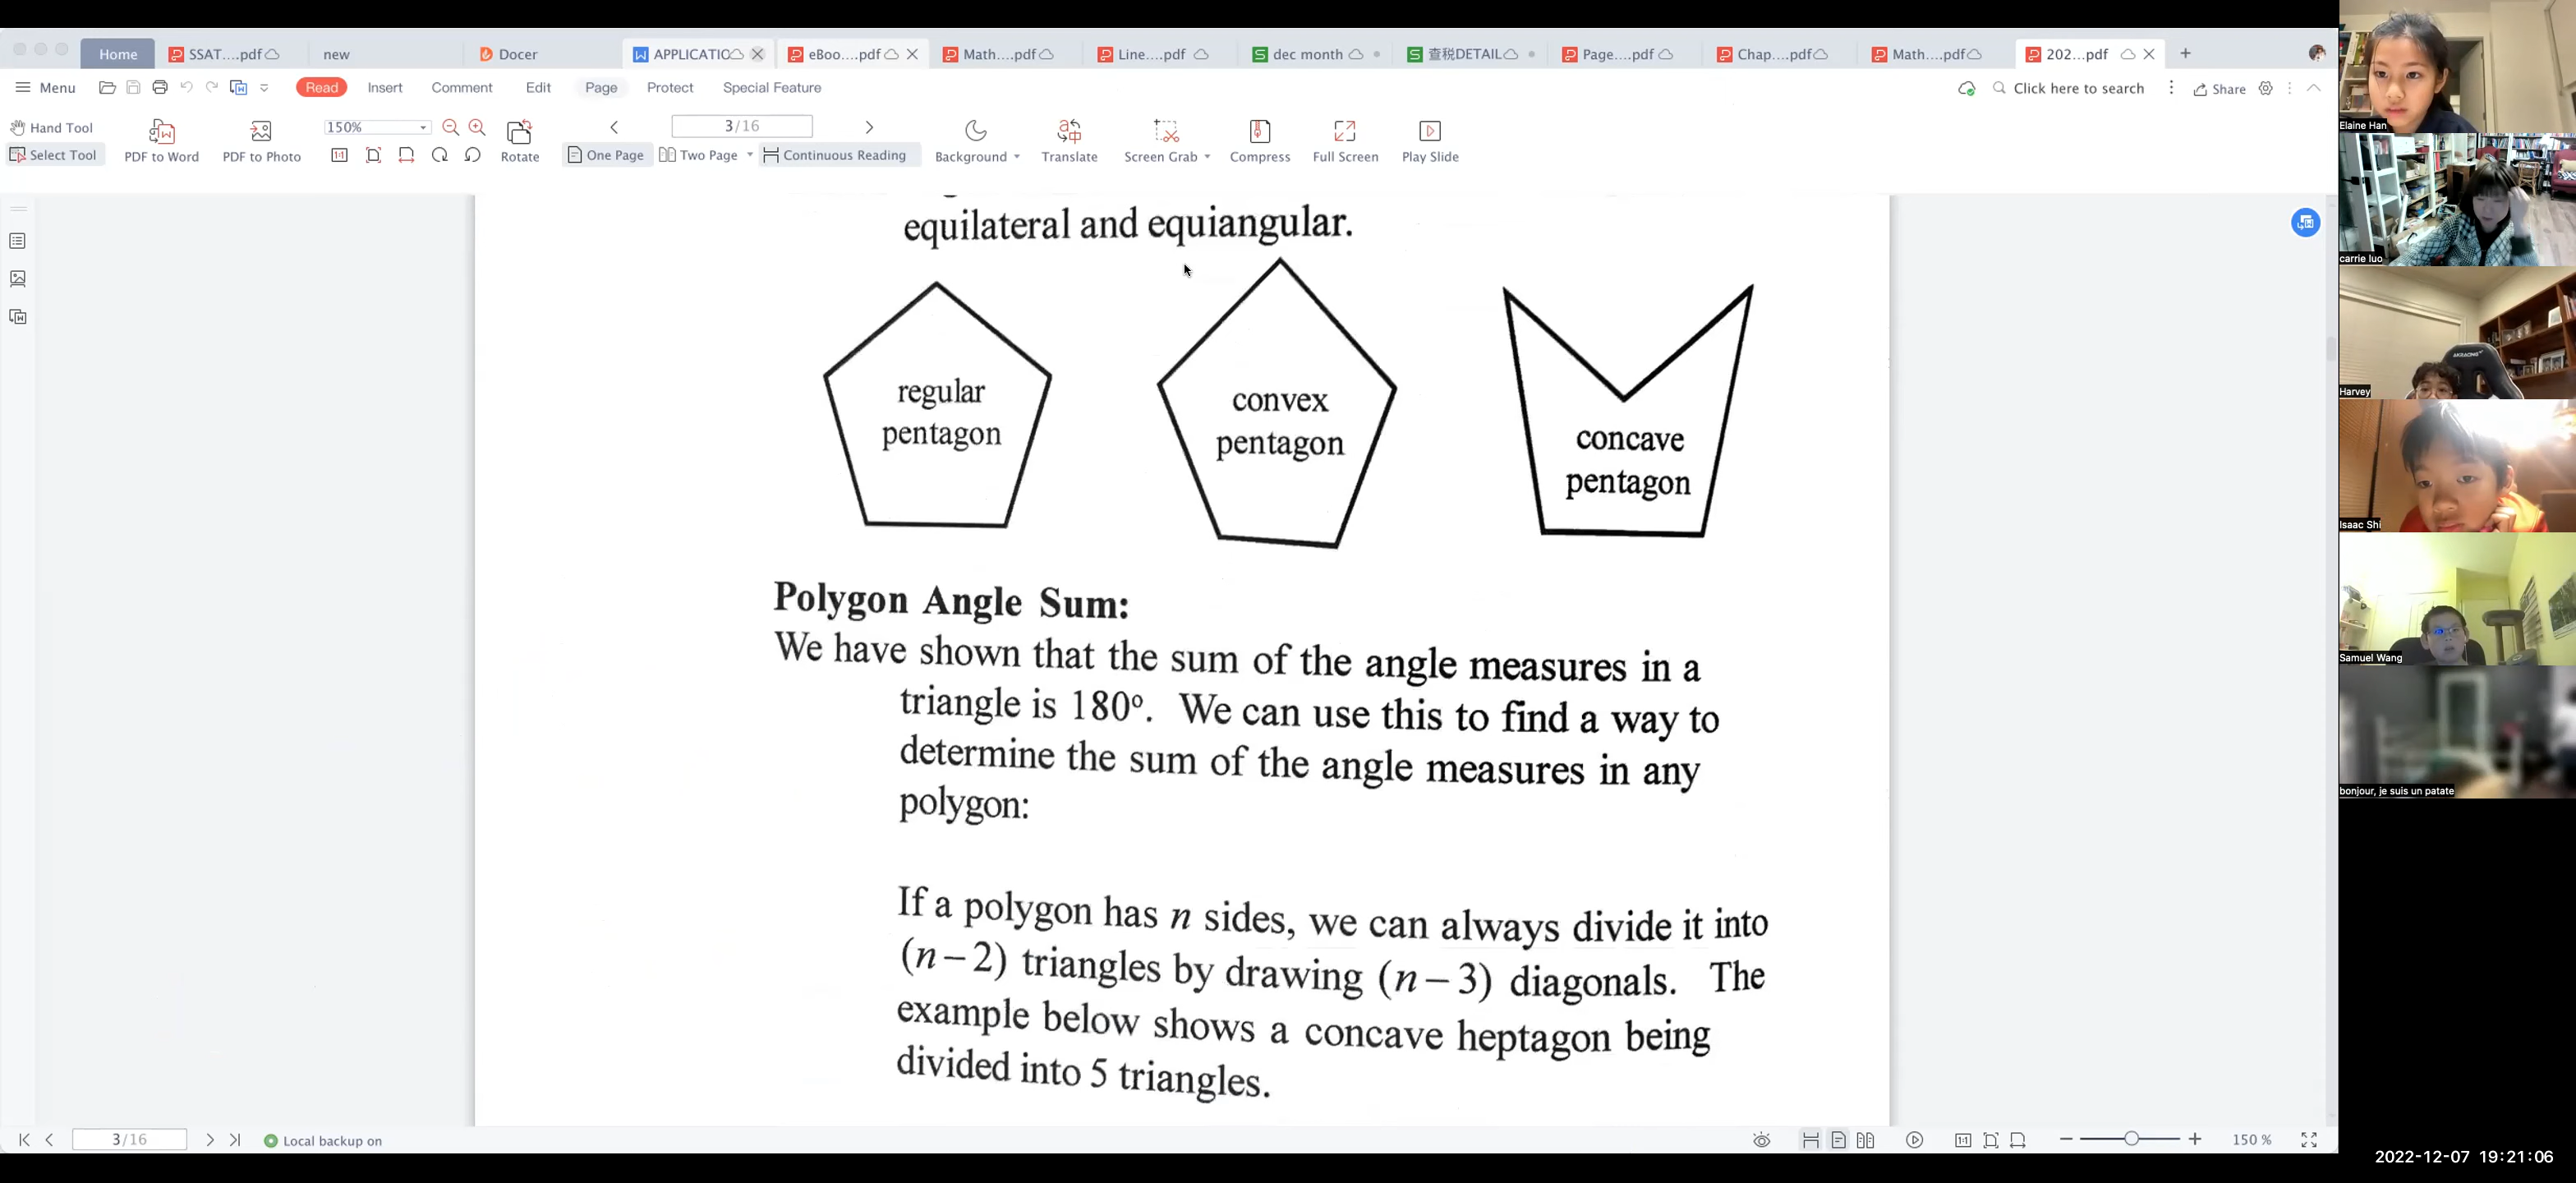 Home
SSAT....pdf
new
Docer
APPLICATIO
eBoo....pdf
Math....pdf
Line....pdf
dec month
查税DETAIL
Page....pdf
Chap....pdf
Math....pdf
202...pdf
Menu
Read
Insert
Comment
Edit
Page
Protect
Special Feature
Click here to search
Share
Hand Tool
Select Tool
PDF to Word
PDF to Photo
150%
Rotate
3/16
One Page
Two Page
Continuous Reading
Background
Translate
Screen Grab
Compress
Full Screen
Play Slide
equilateral and equiangular.
regular
pentagon
convex
pentagon
concave
pentagon
Polygon Angle Sum:
We have shown that the sum of the angle measures in a
triangle is 180º. We can use this to find a way to
determine the sum of the angle measures in any
polygon:
If a polygon has n sides, we can always divide it into
(n – 2) triangles by drawing (n – 3) diagonals. The
example below shows a concave heptagon being
divided into 5 triangles.
3/16
Local backup on
150 %
Elaine Han
carrie luo
AKRACING
Harvey
Isaac Shi
Samuel Wang
bonjour, je suis un patate
2022-12-07 19:21:06